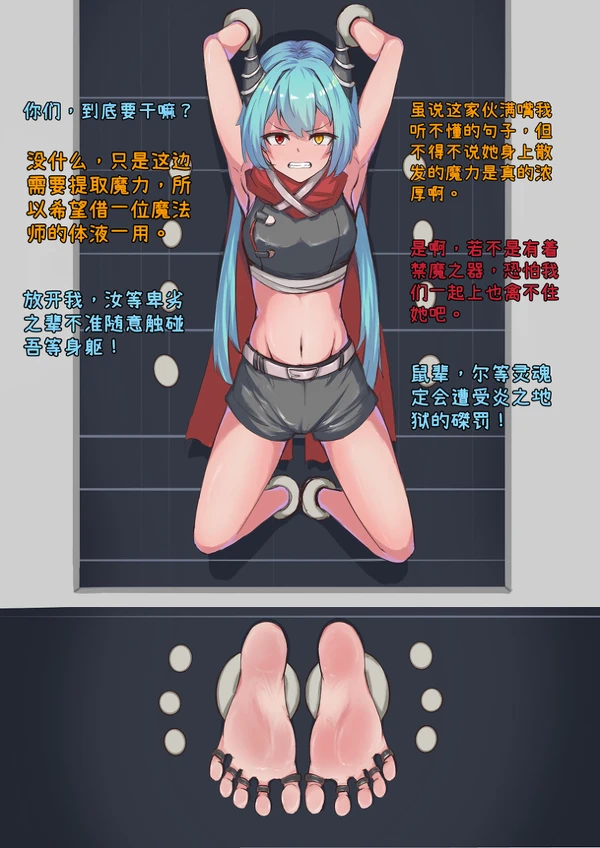 你们，到底要干嘛？
没什么，只是这边
需要提取魔力，所
以希望借一位魔法
师的体液一用。
放开我，汝等卑劣
之辈不准随意触碰
吾等身躯！
虽说这家伙满嘴我
听不懂的句子，但
不得不说她身上散
发的魔力是真的浓
厚啊。
是啊，若不是有着
禁魔之器，恐怕我
们一起上也禽不住
她吧。
鼠辈，尔等灵魂
定会遭受炎之地
狱的磔罚！